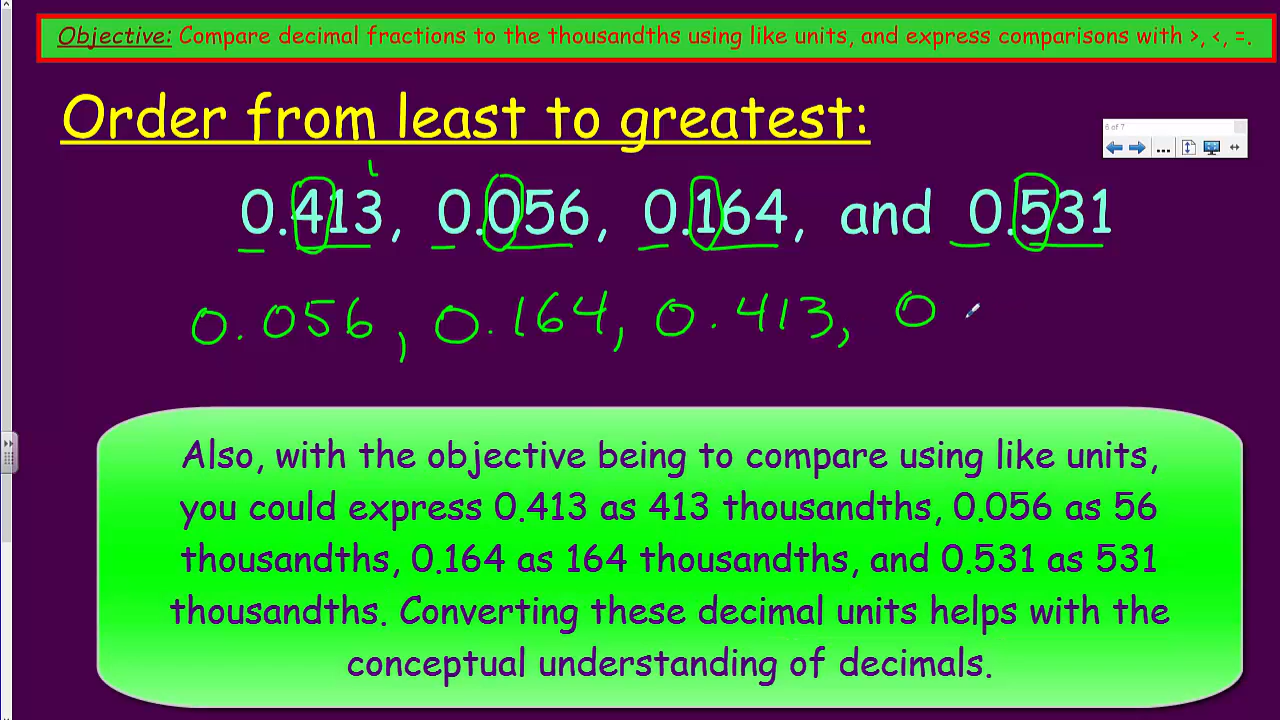 Objective: Compare decimal fractions to the thousandths using like units, and express comparisons with >, <, =.
Order from least to greatest:
6 of 7
0.413, 0.056, 0.164, and 0.531
0.056, 0.164, 0.413, 0
Also, with the objective being to compare using like units,
you could express 0.413 as 413 thousandths, 0.056 as 56
thousandths, 0.164 as 164 thousandths, and 0.531 as 531
thousandths. Converting these decimal units helps with the
conceptual understanding of decimals.